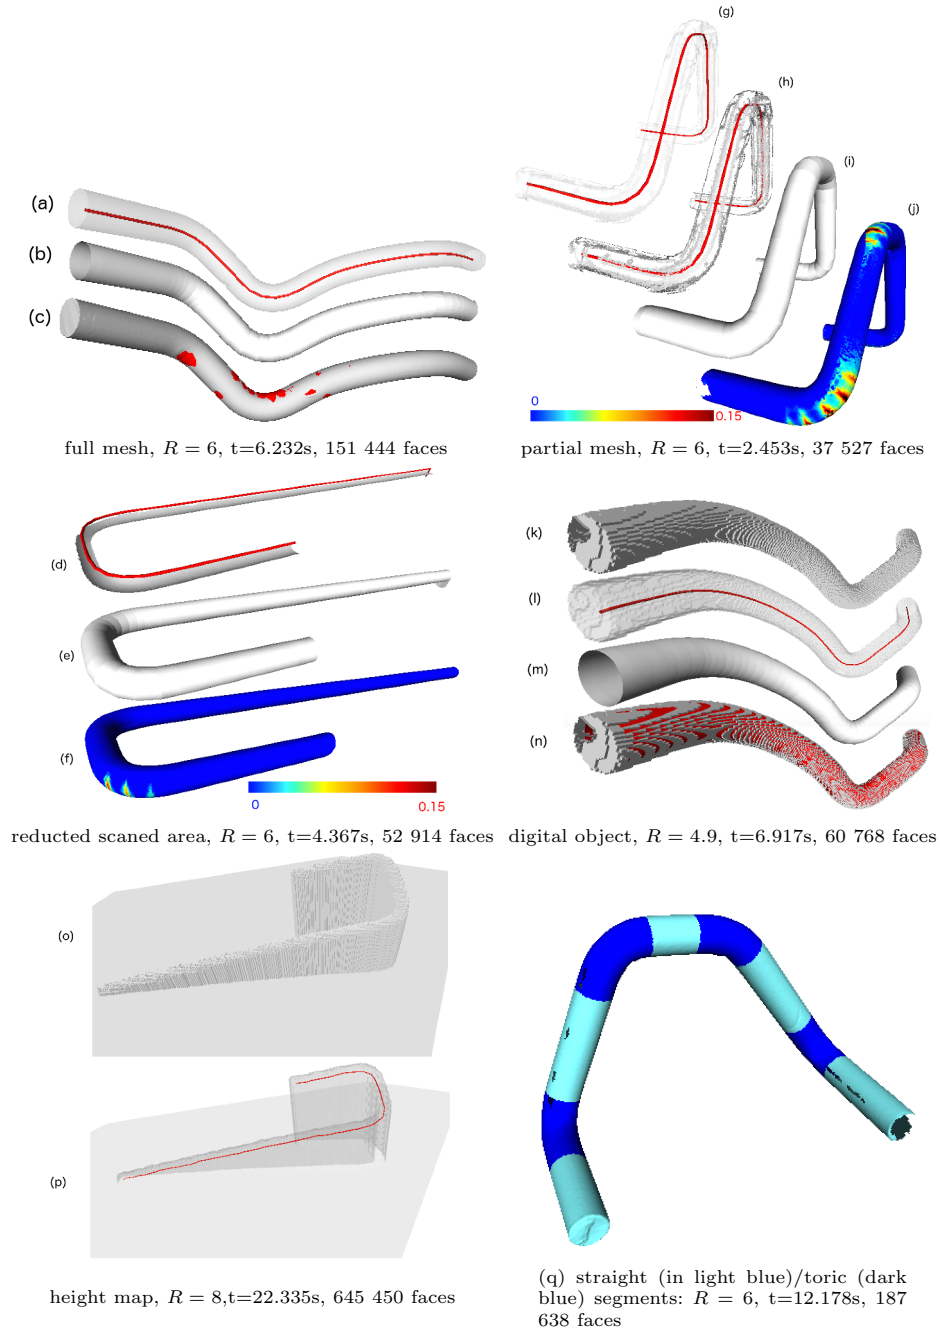 (g)
(h)
(i)
(j)
(a)
(b)
(c)
0
0.15
full mesh, R = 6, t=6.232s, 151 444 faces
partial mesh, R = 6, t=2.453s, 37 527 faces
(d)
(e)
(f)
0
0.15
(k)
(l)
(m)
(n)
reducted scaned area, R = 6, t=4.367s, 52 914 faces
digital object, R = 4.9, t=6.917s, 60 768 faces
(o)
(p)
height map, R = 8,t=22.335s, 645 450 faces
(q) straight (in light blue)/toric (dark
blue) segments: R = 6, t=12.178s, 187
638 faces